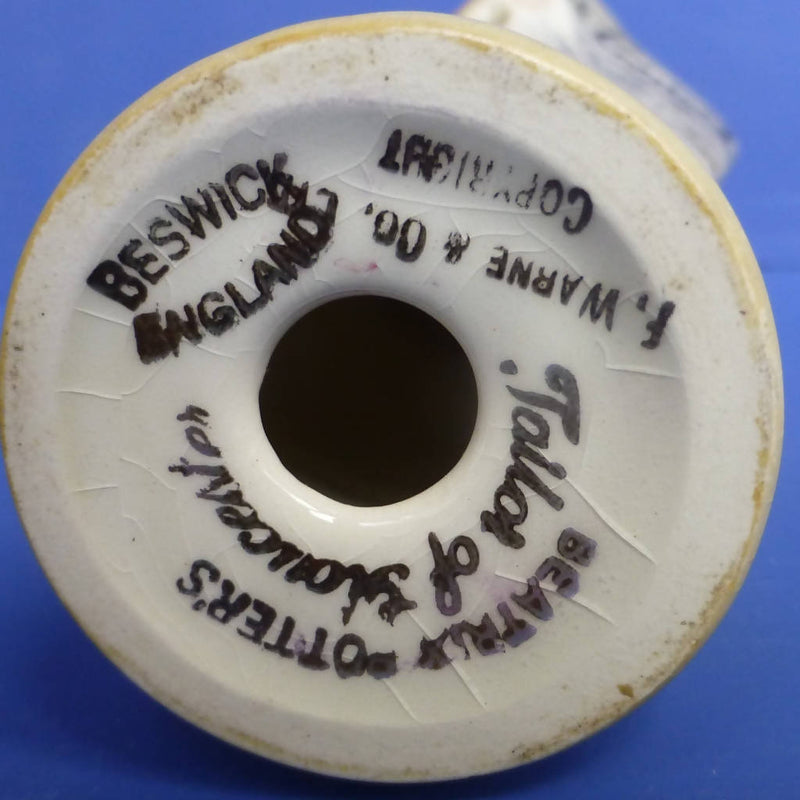 BEATRIX POTTER'S
"Tailor of Gloucester"
F. WARNE & CO.
COPYRIGHT
BESWICK
ENGLAND